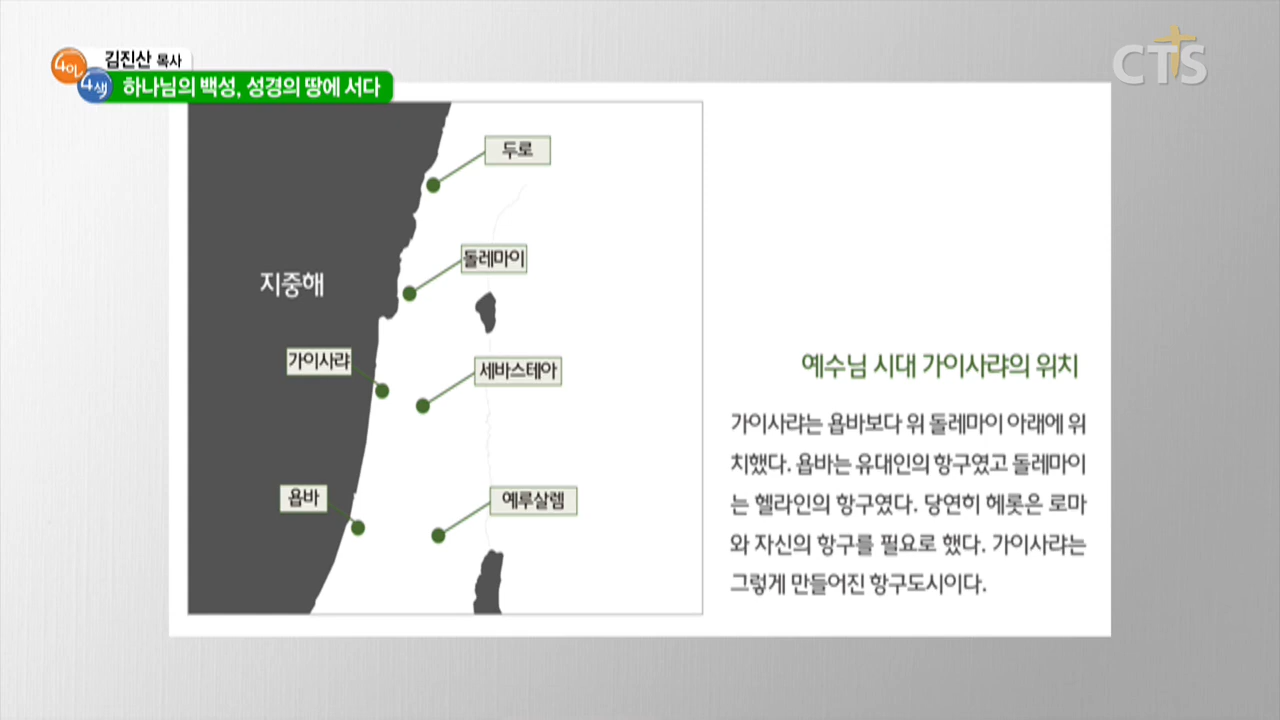 김진산 목사
4인
4색
하나님의 백성, 성경의 땅에 서다
CTS
두로
돌레마이
지중해
가이사랴
세바스테아
욥바
예루살렘
예수님 시대 가이사랴의 위치
가이사랴는 욥바보다 위 돌레마이 아래에 위
치했다. 욥바는 유대인의 항구였고 돌레마이
는 헬라인의 항구였다. 당연히 헤롯은 로마
와 자신의 항구를 필요로 했다. 가이사랴는
그렇게 만들어진 항구도시이다.